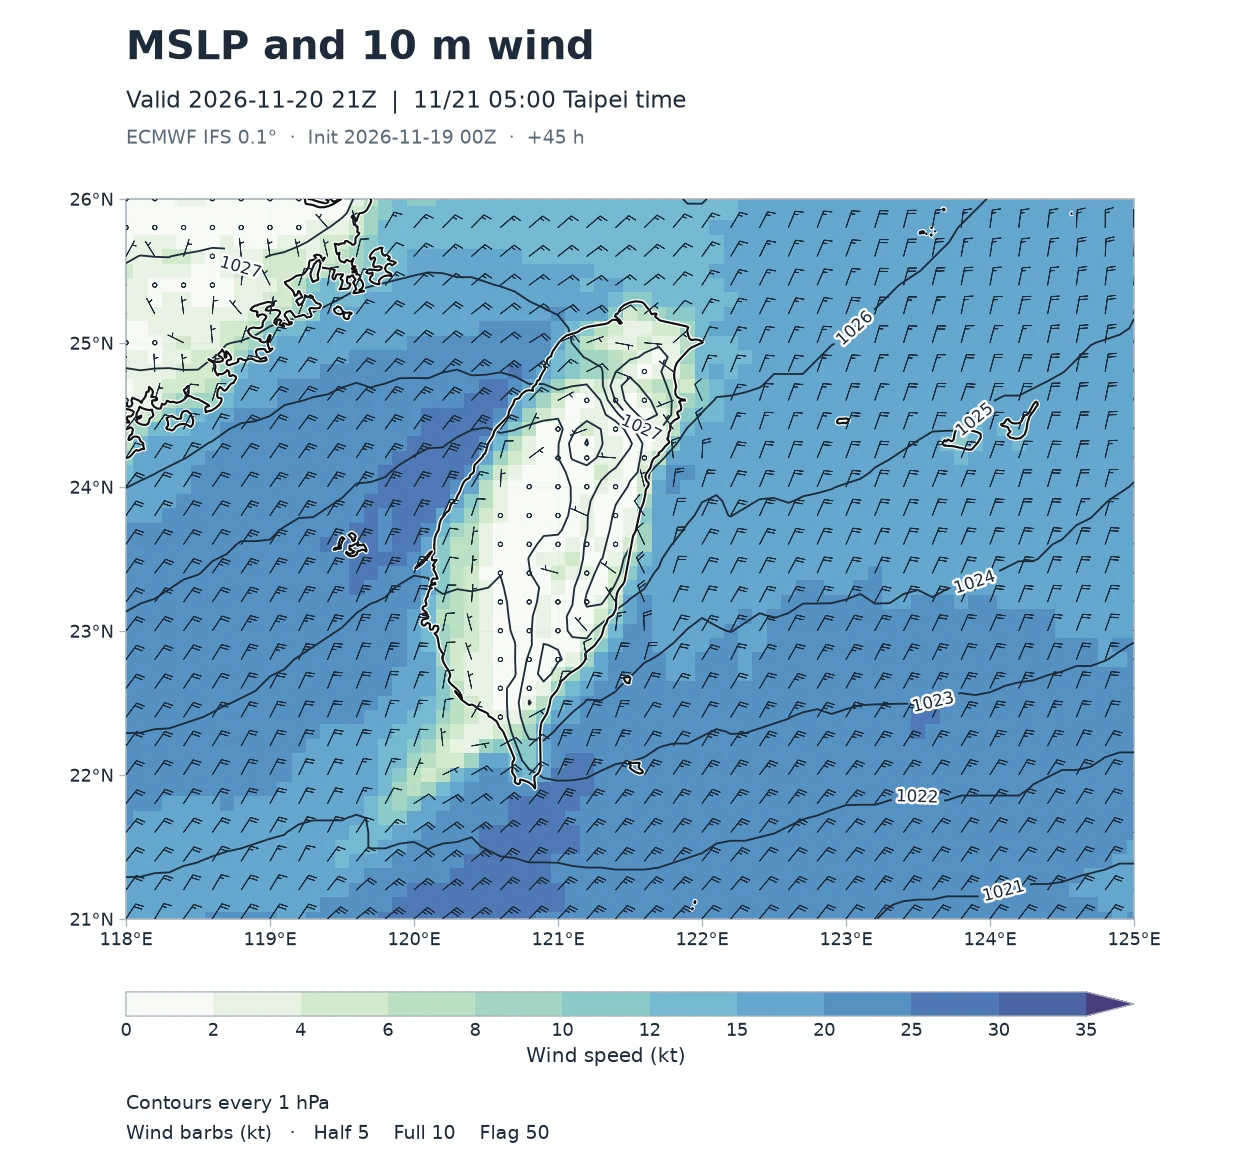 MSLP and 10 m wind
Valid 2026-11-20 21Z | 11/21 05:00 Taipei time
ECMWF IFS 0.1° · Init 2026-11-19 00Z · +45 h
26°N
25°N
24°N
23°N
22°N
21°N
1027
1026
1025
1027
1024
1023
1022
1021
118°E 119°E 120°E 121°E 122°E 123°E 124°E 125°E
0 2 4 6 8 10 12 15 20 25 30 35
Wind speed (kt)
Contours every 1 hPa
Wind barbs (kt) · Half 5 Full 10 Flag 50